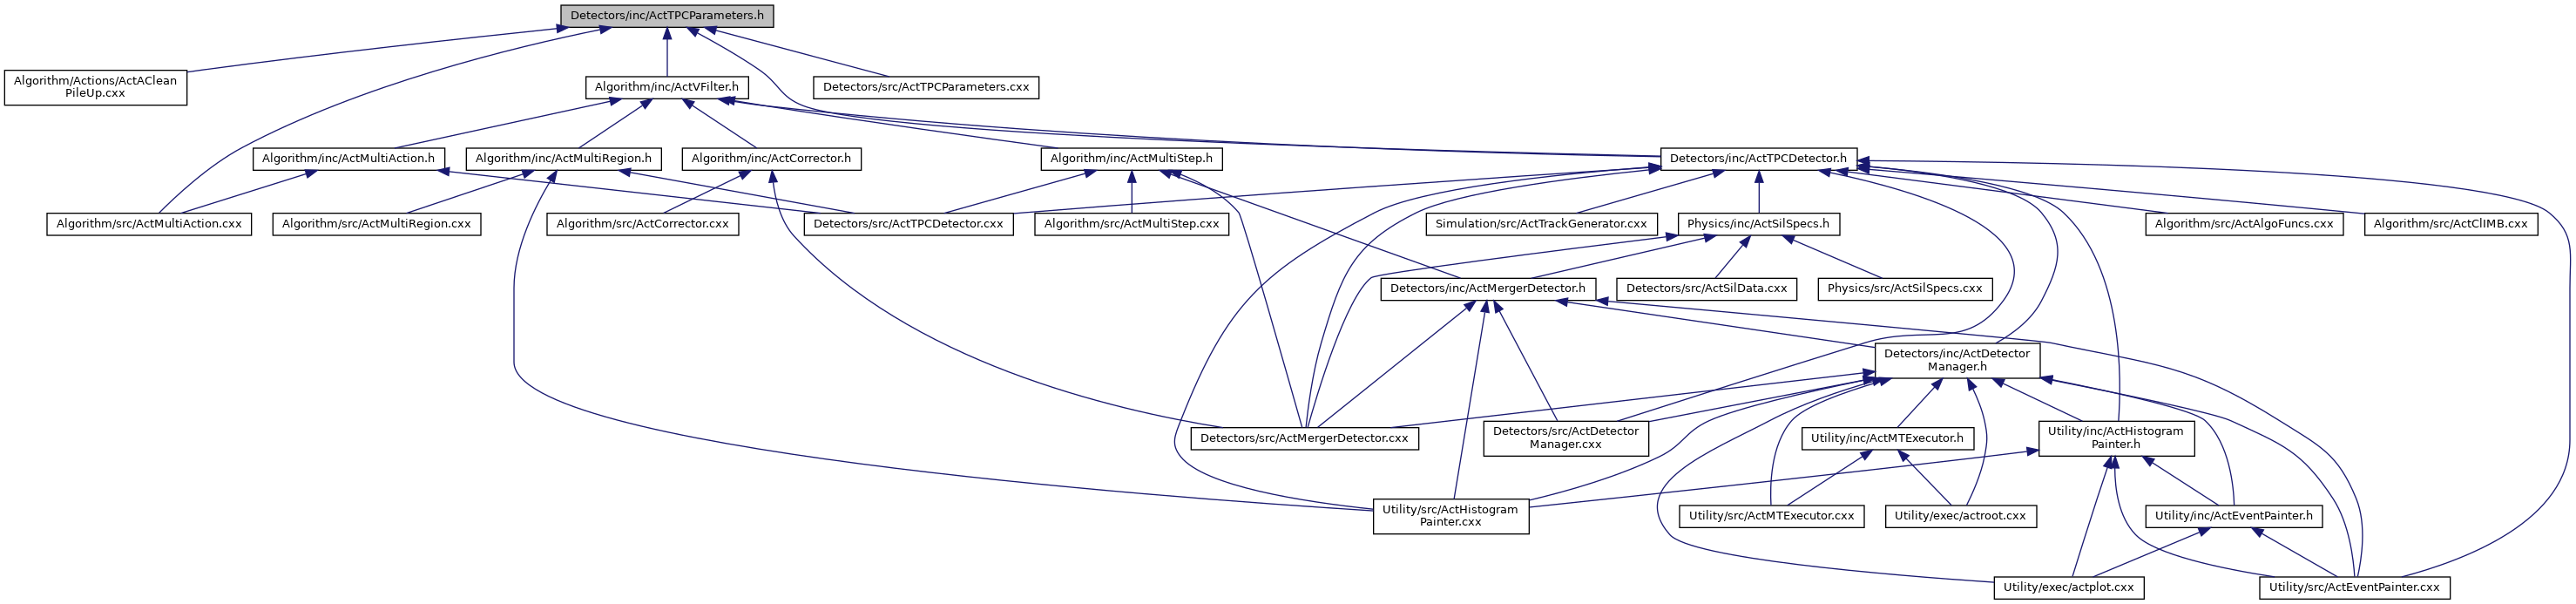 Detectors/inc/ActTPCParameters.h
Algorithm/Actions/ActAClean
PileUp.cxx
Algorithm/inc/ActVFilter.h
Detectors/src/ActTPCParameters.cxx
Algorithm/inc/ActMultiAction.h
Algorithm/inc/ActMultiRegion.h
Algorithm/inc/ActCorrector.h
Algorithm/inc/ActMultiStep.h
Detectors/inc/ActTPCDetector.h
Algorithm/src/ActMultiAction.cxx
Algorithm/src/ActMultiRegion.cxx
Algorithm/src/ActCorrector.cxx
Detectors/src/ActTPCDetector.cxx
Algorithm/src/ActMultiStep.cxx
Simulation/src/ActTrackGenerator.cxx
Physics/inc/ActSilSpecs.h
Algorithm/src/ActAlgoFuncs.cxx
Algorithm/src/ActClIMB.cxx
Detectors/inc/ActMergerDetector.h
Detectors/src/ActSilData.cxx
Physics/src/ActSilSpecs.cxx
Detectors/inc/ActDetector
Manager.h
Detectors/src/ActMergerDetector.cxx
Detectors/src/ActDetector
Manager.cxx
Utility/inc/ActMTExecutor.h
Utility/inc/ActHistogram
Painter.h
Utility/src/ActHistogram
Painter.cxx
Utility/src/ActMTExecutor.cxx
Utility/exec/actroot.cxx
Utility/inc/ActEventPainter.h
Utility/exec/actplot.cxx
Utility/src/ActEventPainter.cxx